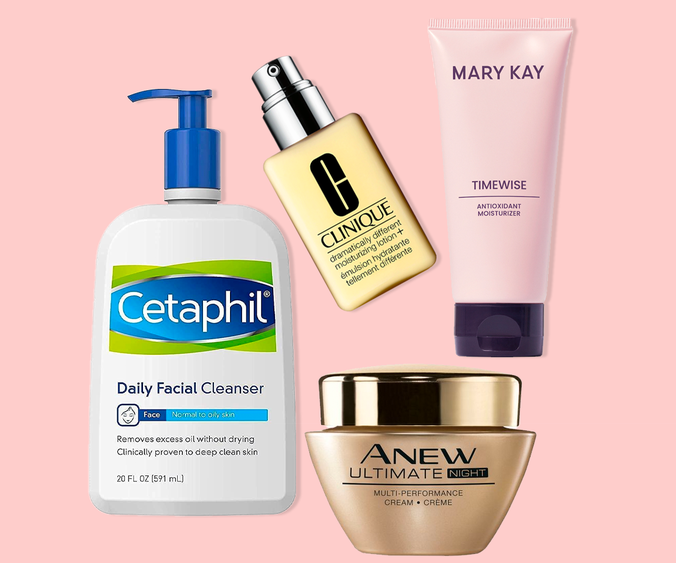 Cetaphil®
Daily Facial Cleanser
Face Normal to oily skin
Removes excess oil without drying
Clinically proven to deep clean skin
20 FL OZ (591 mL)
C
CLINIQUE
dramatically different
moisturizing lotion+
émulsion hydratante
tellement différente
MARY KAY
TIMEWISE
ANTIOXIDANT
MOISTURIZER
ANEW
ULTIMATE NIGHT
MULTI-PERFORMANCE
CREAM • CRÈME